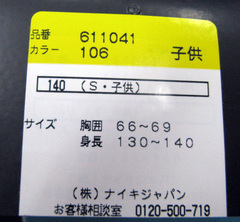 品番 611041
カラー 106 子供
140 (S・子供)
サイズ 胸囲 66~69
身長 130~140
(株)ナイキジャパン
お客様相談室 0120-500-719